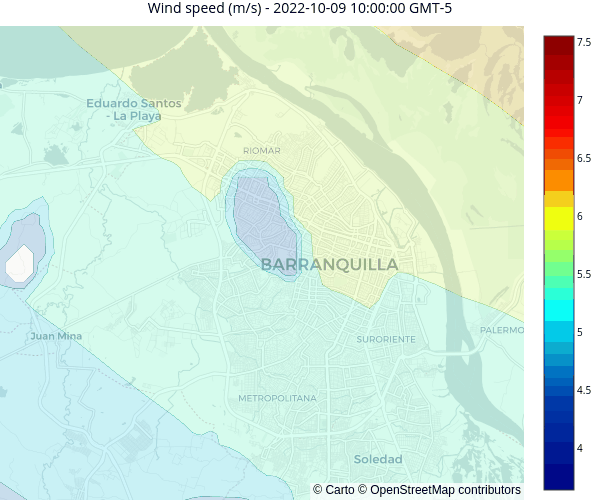 Wind speed (m/s) - 2022-10-09 10:00:00 GMT-5
7.5
7
6.5
6
5.5
5
4.5
4
Eduardo Santos
- La Playa
RIOMAR
BARRANQUILLA
Juan Mina
SURORIENTE
PALERMO
METROPOLITANA
Soledad
© Carto © OpenStreetMap contributors